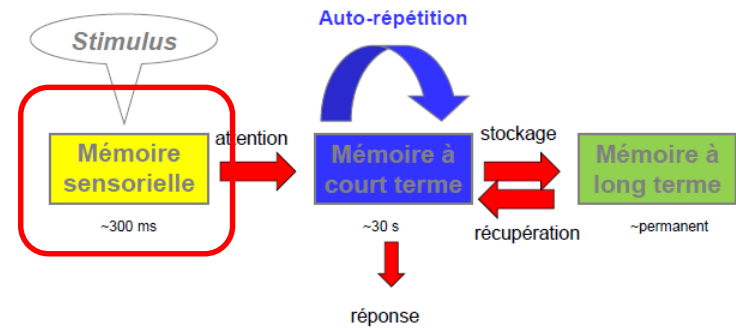 Auto-répétition
Stimulus
attention
stockage
Mémoire
sensorielle
Mémoire à
court terme
Mémoire à
long terme
~300 ms
~30 s
récupération
~permanent
réponse